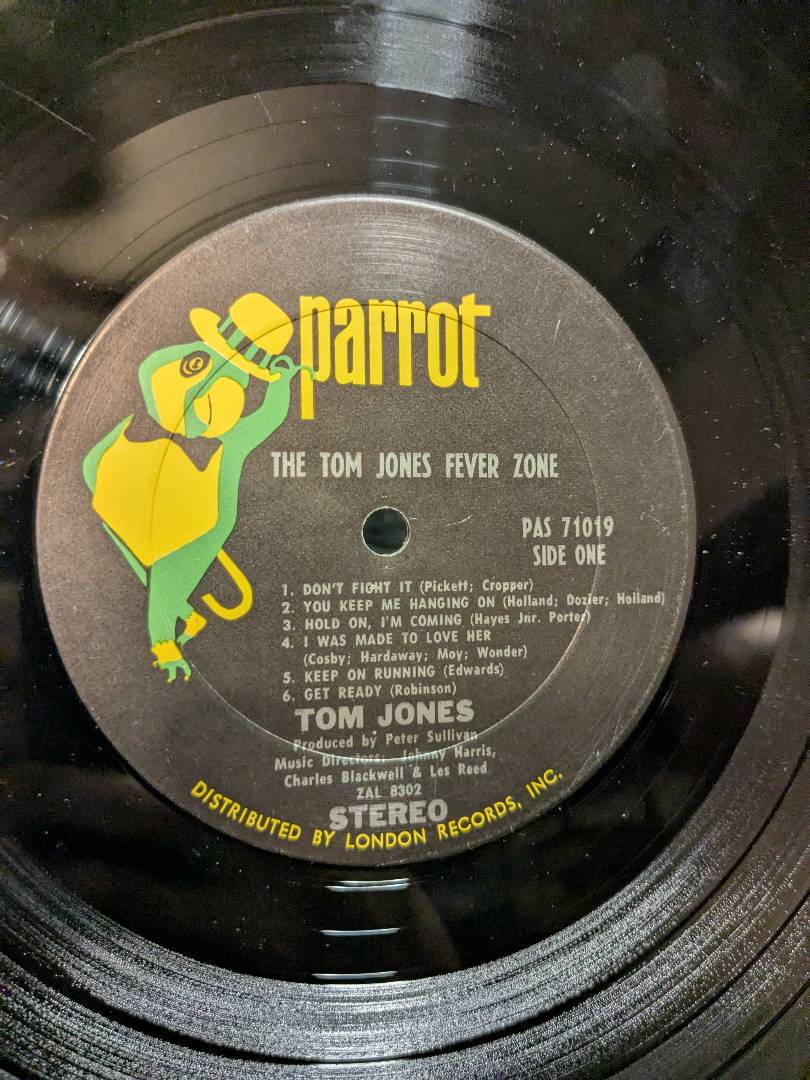 parrot
THE TOM JONES FEVER ZONE
PAS 71019
SIDE ONE
1. DON'T FIGHT IT (Pickett; Cropper)
2. YOU KEEP ME HANGING ON (Holland; Dozier; Holland)
3. HOLD ON, I'M COMING (Hayes Jnr. Porter)
4. I WAS MADE TO LOVE HER
(Cosby; Hardaway; Moy; Wonder)
5. KEEP ON RUNNING (Edwards)
6. GET READY (Robinson)
TOM JONES
Produced by Peter Sullivan
Music Directors: Johnny Harris,
Charles Blackwell & Les Reed
ZAL 8302
STEREO
DISTRIBUTED BY LONDON RECORDS, INC.